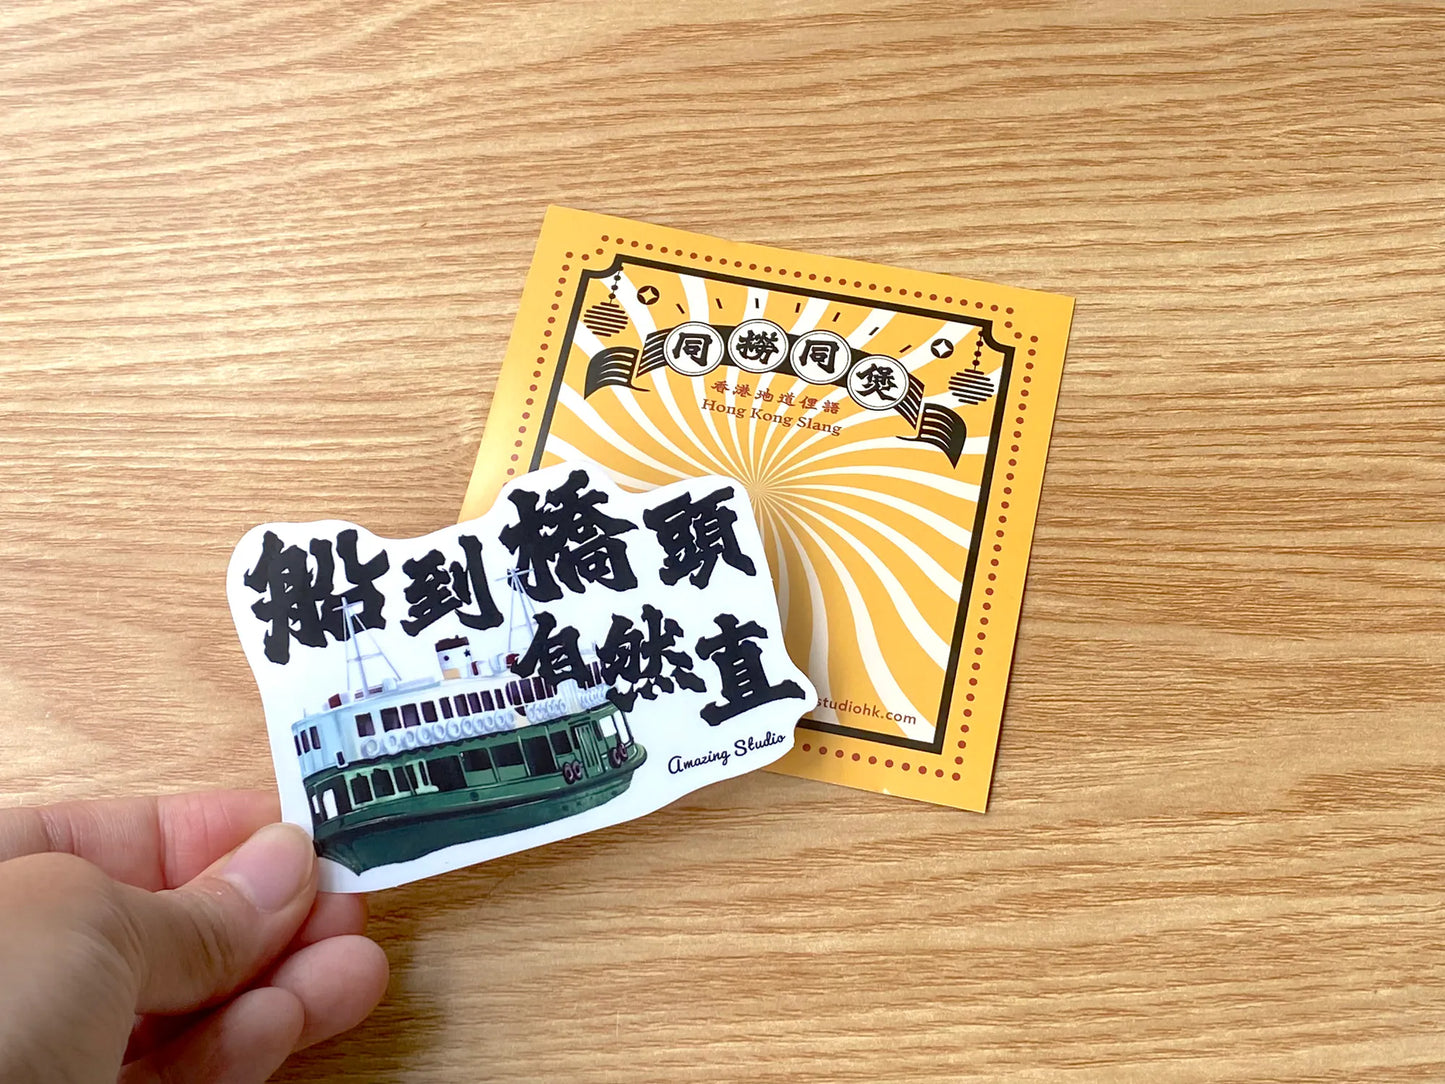 同撈同煲
香港地道俚語
Hong Kong Slang
船到橋頭
自然直
Amazing Studio
studiohk.com